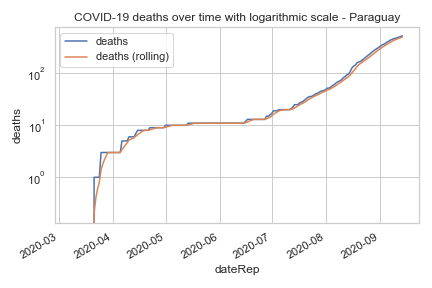 COVID-19 deaths over time with logarithmic scale - Paraguay
deaths
deaths (rolling)
10²
10¹
10⁰
deaths
2020-03
2020-04
2020-05
2020-06
2020-07
2020-08
2020-09
dateRep